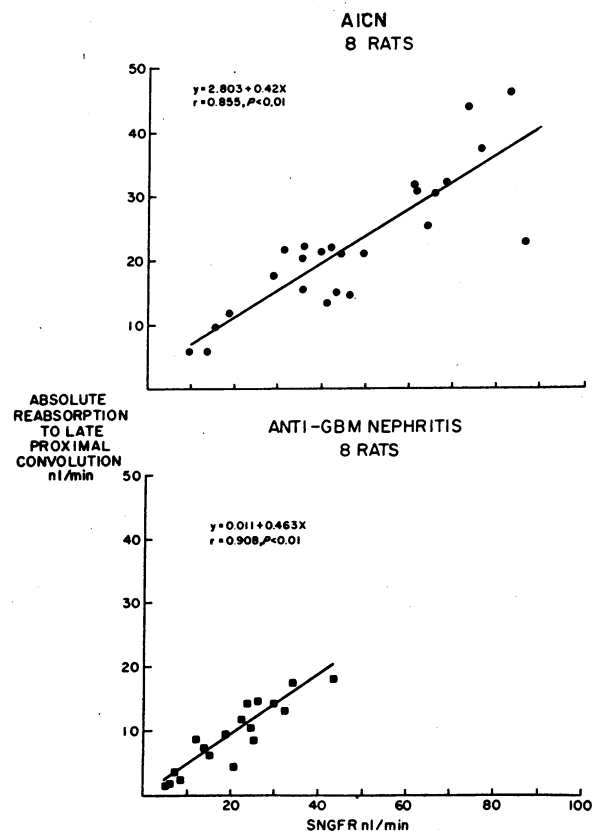 AICN
8 RATS
50
y=2.803+0.42X
r=0.855, P<0.01
40
30
20
10
ABSOLUTE
REABSORPTION
TO LATE
PROXIMAL
CONVOLUTION
nl/min
ANTI-GBM NEPHRITIS
8 RATS
50
y=0.011+0.463X
r=0.908, P<0.01
40
30
20
10
20
40
60
80
100
SNGFR nl/min